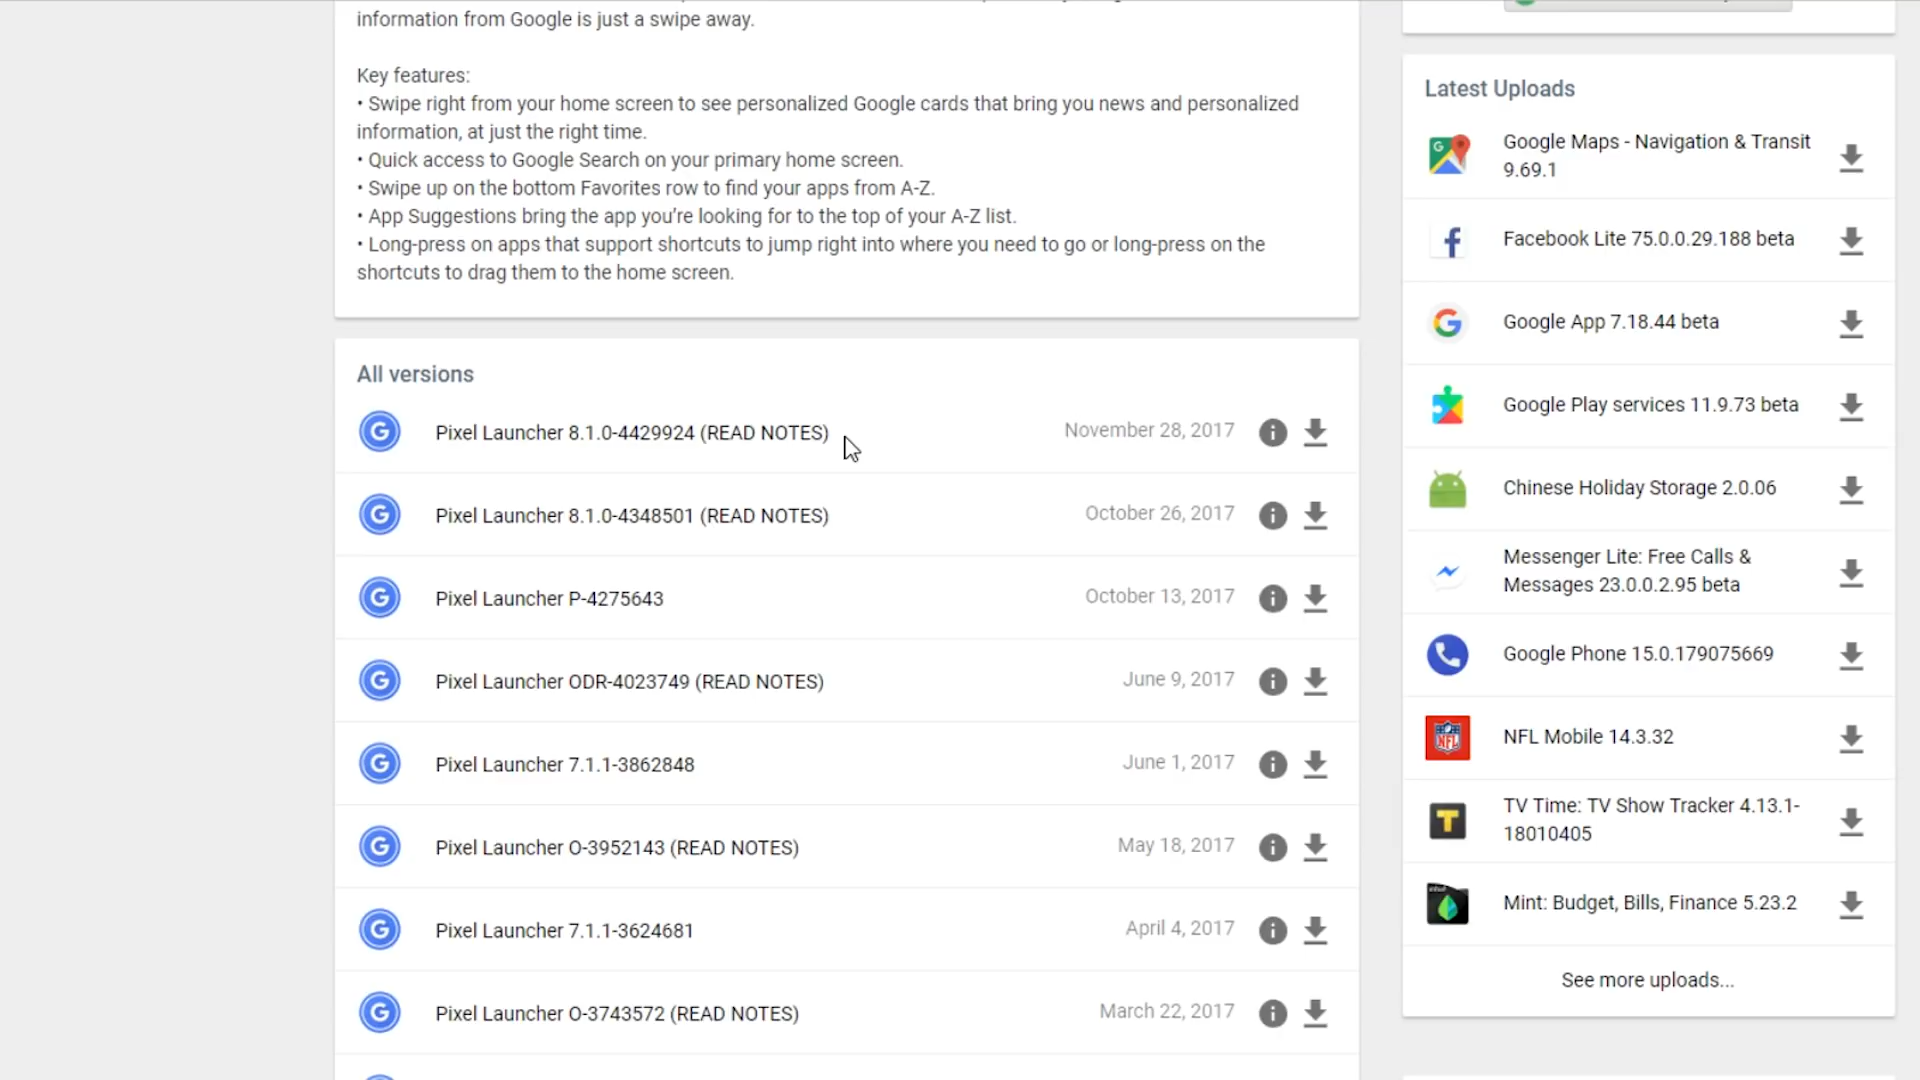 information from Google is just a swipe away.
Key features:
• Swipe right from your home screen to see personalized Google cards that bring you news and personalized
information, at just the right time.
• Quick access to Google Search on your primary home screen.
• Swipe up on the bottom Favorites row to find your apps from A-Z.
• App Suggestions bring the app you're looking for to the top of your A-Z list.
• Long-press on apps that support shortcuts to jump right into where you need to go or long-press on the
shortcuts to drag them to the home screen.
All versions
Pixel Launcher 8.1.0-4429924 (READ NOTES) November 28, 2017
Pixel Launcher 8.1.0-4348501 (READ NOTES) October 26, 2017
Pixel Launcher P-4275643 October 13, 2017
Pixel Launcher ODR-4023749 (READ NOTES) June 9, 2017
Pixel Launcher 7.1.1-3862848 June 1, 2017
Pixel Launcher O-3952143 (READ NOTES) May 18, 2017
Pixel Launcher 7.1.1-3624681 April 4, 2017
Pixel Launcher O-3743572 (READ NOTES) March 22, 2017
Latest Uploads
Google Maps - Navigation & Transit
9.69.1
Facebook Lite 75.0.0.29.188 beta
Google App 7.18.44 beta
Google Play services 11.9.73 beta
Chinese Holiday Storage 2.0.06
Messenger Lite: Free Calls &
Messages 23.0.0.2.95 beta
Google Phone 15.0.179075669
NFL Mobile 14.3.32
TV Time: TV Show Tracker 4.13.1-
18010405
Mint: Budget, Bills, Finance 5.23.2
See more uploads...